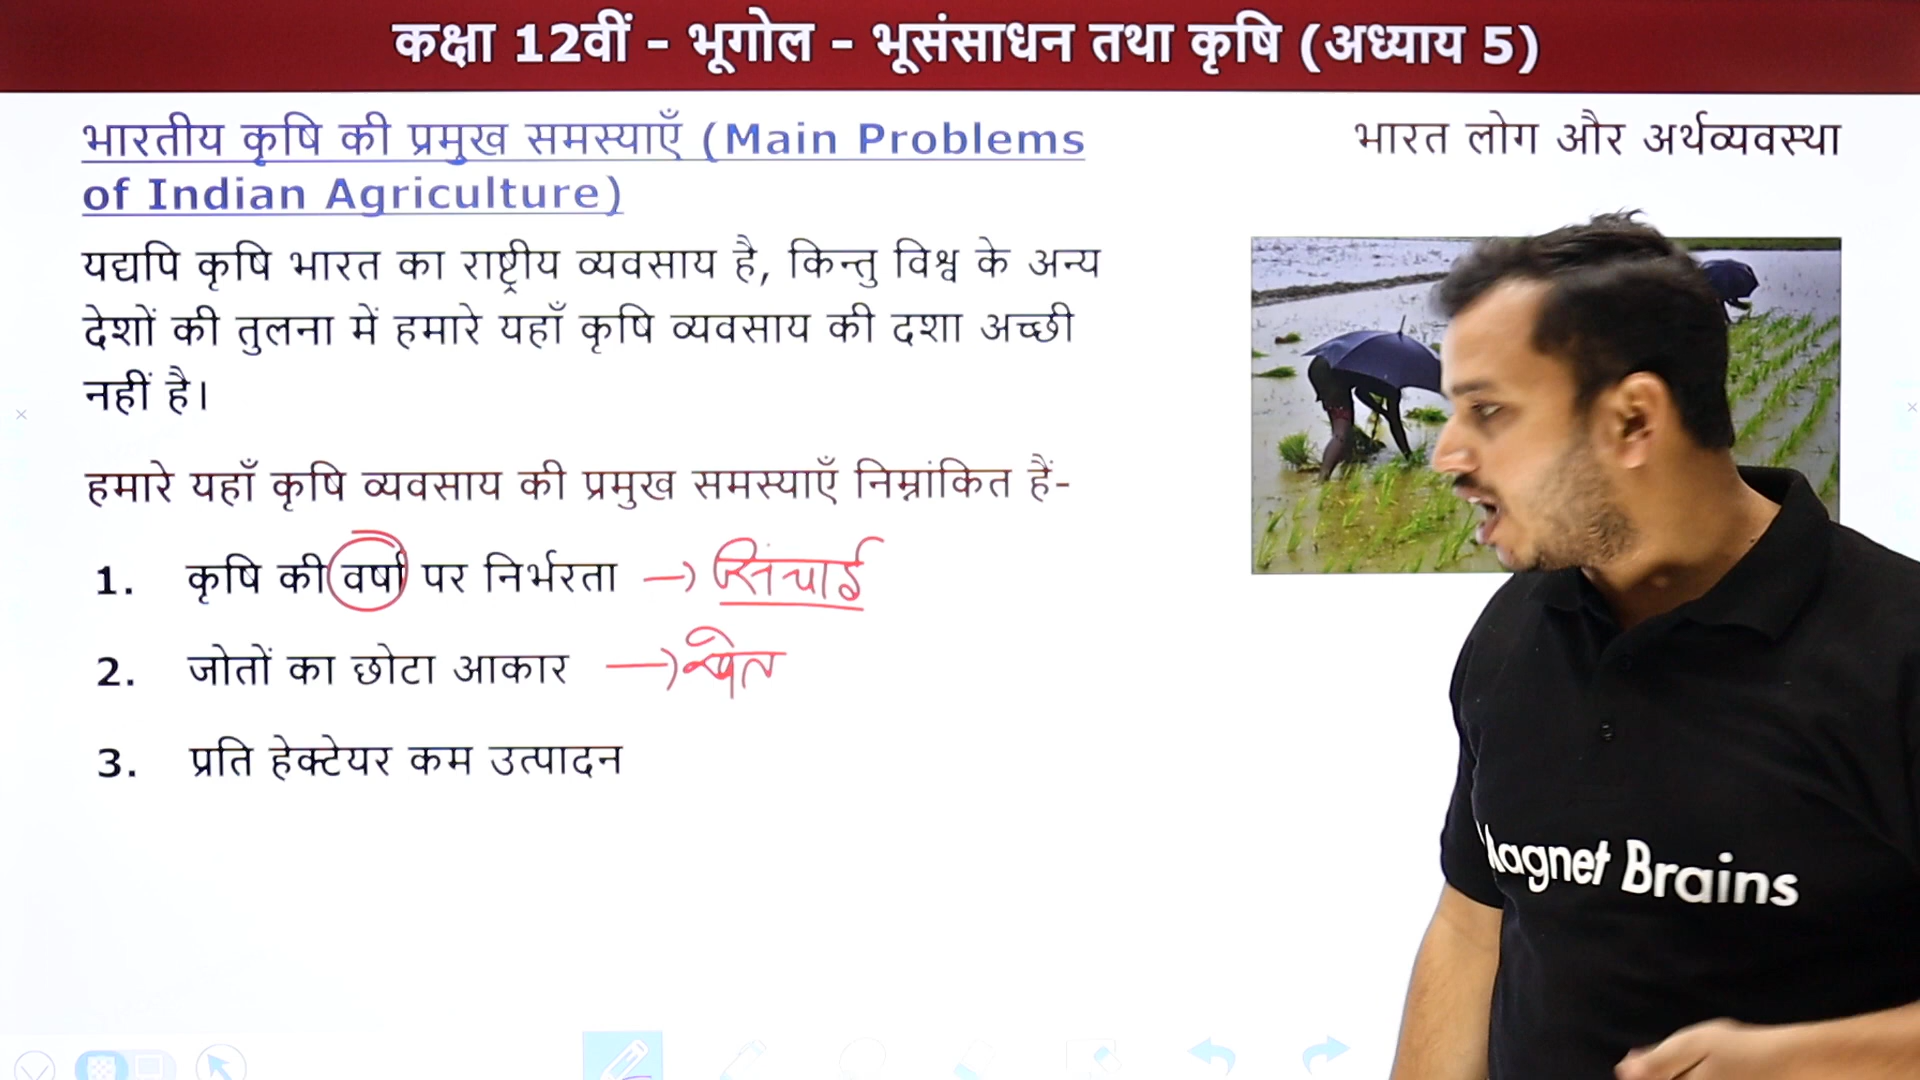 कक्षा 12वीं - भूगोल - भूसंसाधन तथा कृषि (अध्याय 5)
भारतीय कृषि की प्रमुख समस्याएँ (Main Problems
of Indian Agriculture)
भारत लोग और अर्थव्यवस्था
यद्यपि कृषि भारत का राष्ट्रीय व्यवसाय है, किन्तु विश्व के अन्य
देशों की तुलना में हमारे यहाँ कृषि व्यवसाय की दशा अच्छी
नहीं है।
हमारे यहाँ कृषि व्यवसाय की प्रमुख समस्याएँ निम्नांकित हैं-
1. कृषि की वर्षा पर निर्भरता → सिंचाई
2. जोतों का छोटा आकार →
3. प्रति हेक्टेयर कम उत्पादन
Magnet Brains